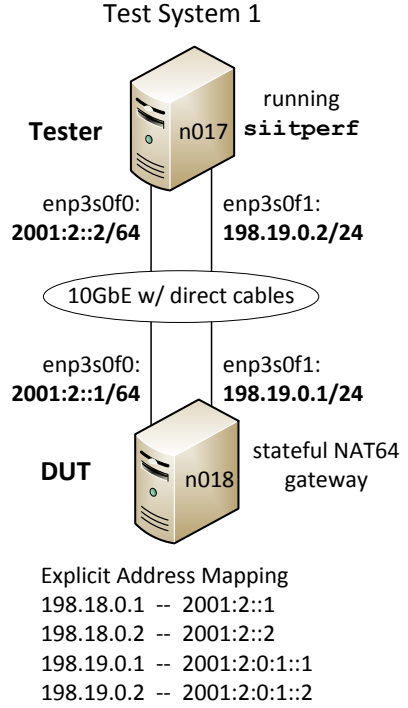 Test System 1
running
siitperf
Tester
n017
enp3s0f0:
2001:2::2/64
enp3s0f1:
198.19.0.2/24
10GbE w/ direct cables
enp3s0f0:
2001:2::1/64
enp3s0f1:
198.19.0.1/24
DUT
n018
stateful NAT64
gateway
Explicit Address Mapping
198.18.0.1 -- 2001:2::1
198.18.0.2 -- 2001:2::2
198.19.0.1 -- 2001:2:0:1::1
198.19.0.2 -- 2001:2:0:1::2